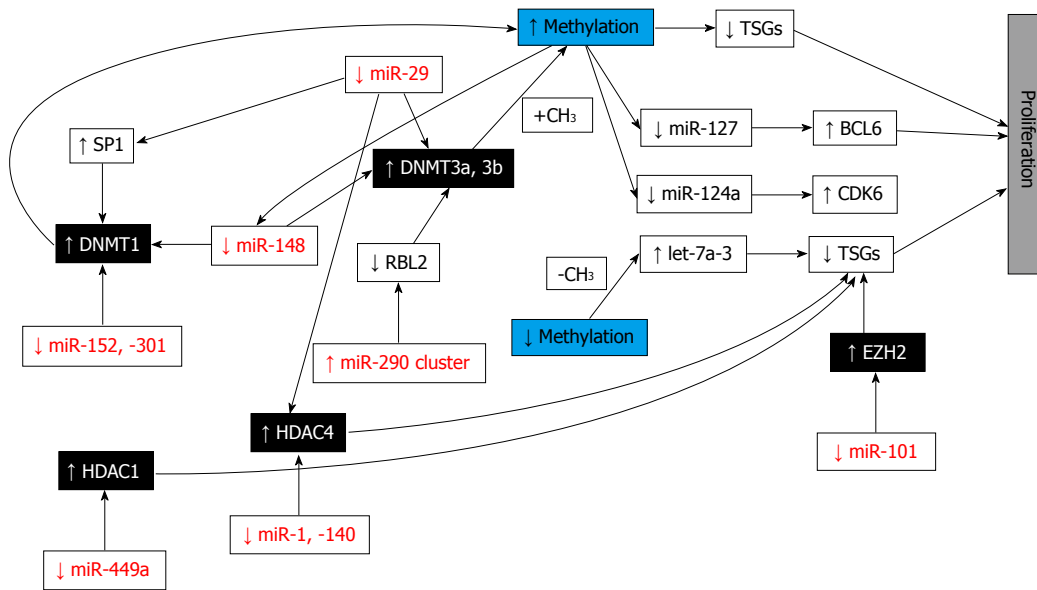 ↑ Methylation
↓ TSGs
↓ miR-29
+CH₃
↑ SP1
↓ miR-127
↑ BCL6
Proliferation
↑ DNMT3a, 3b
↓ miR-124a
↑ CDK6
↑ DNMT1
↓ miR-148
↓ RBL2
↑ let-7a-3
↓ TSGs
-CH₃
↓ miR-152, -301
↓ Methylation
↑ miR-290 cluster
↑ EZH2
↑ HDAC4
↓ miR-101
↑ HDAC1
↓ miR-1, -140
↓ miR-449a